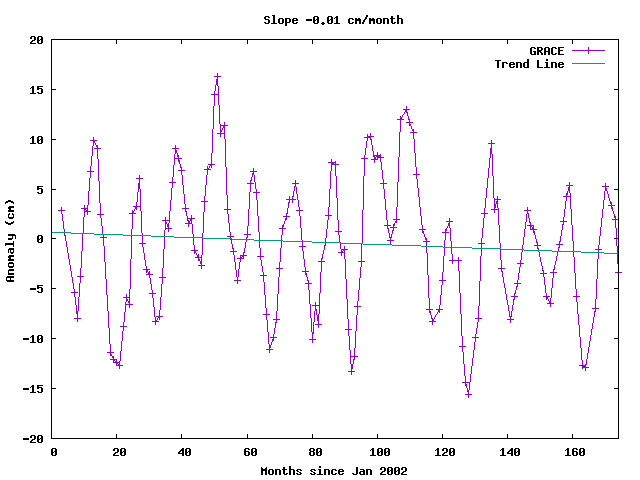 Slope -0.01 cm/month
GRACE
Trend Line
Anomaly (cm)
20
15
10
5
0
-5
-10
-15
-20
0 20 40 60 80 100 120 140 160
Months since Jan 2002